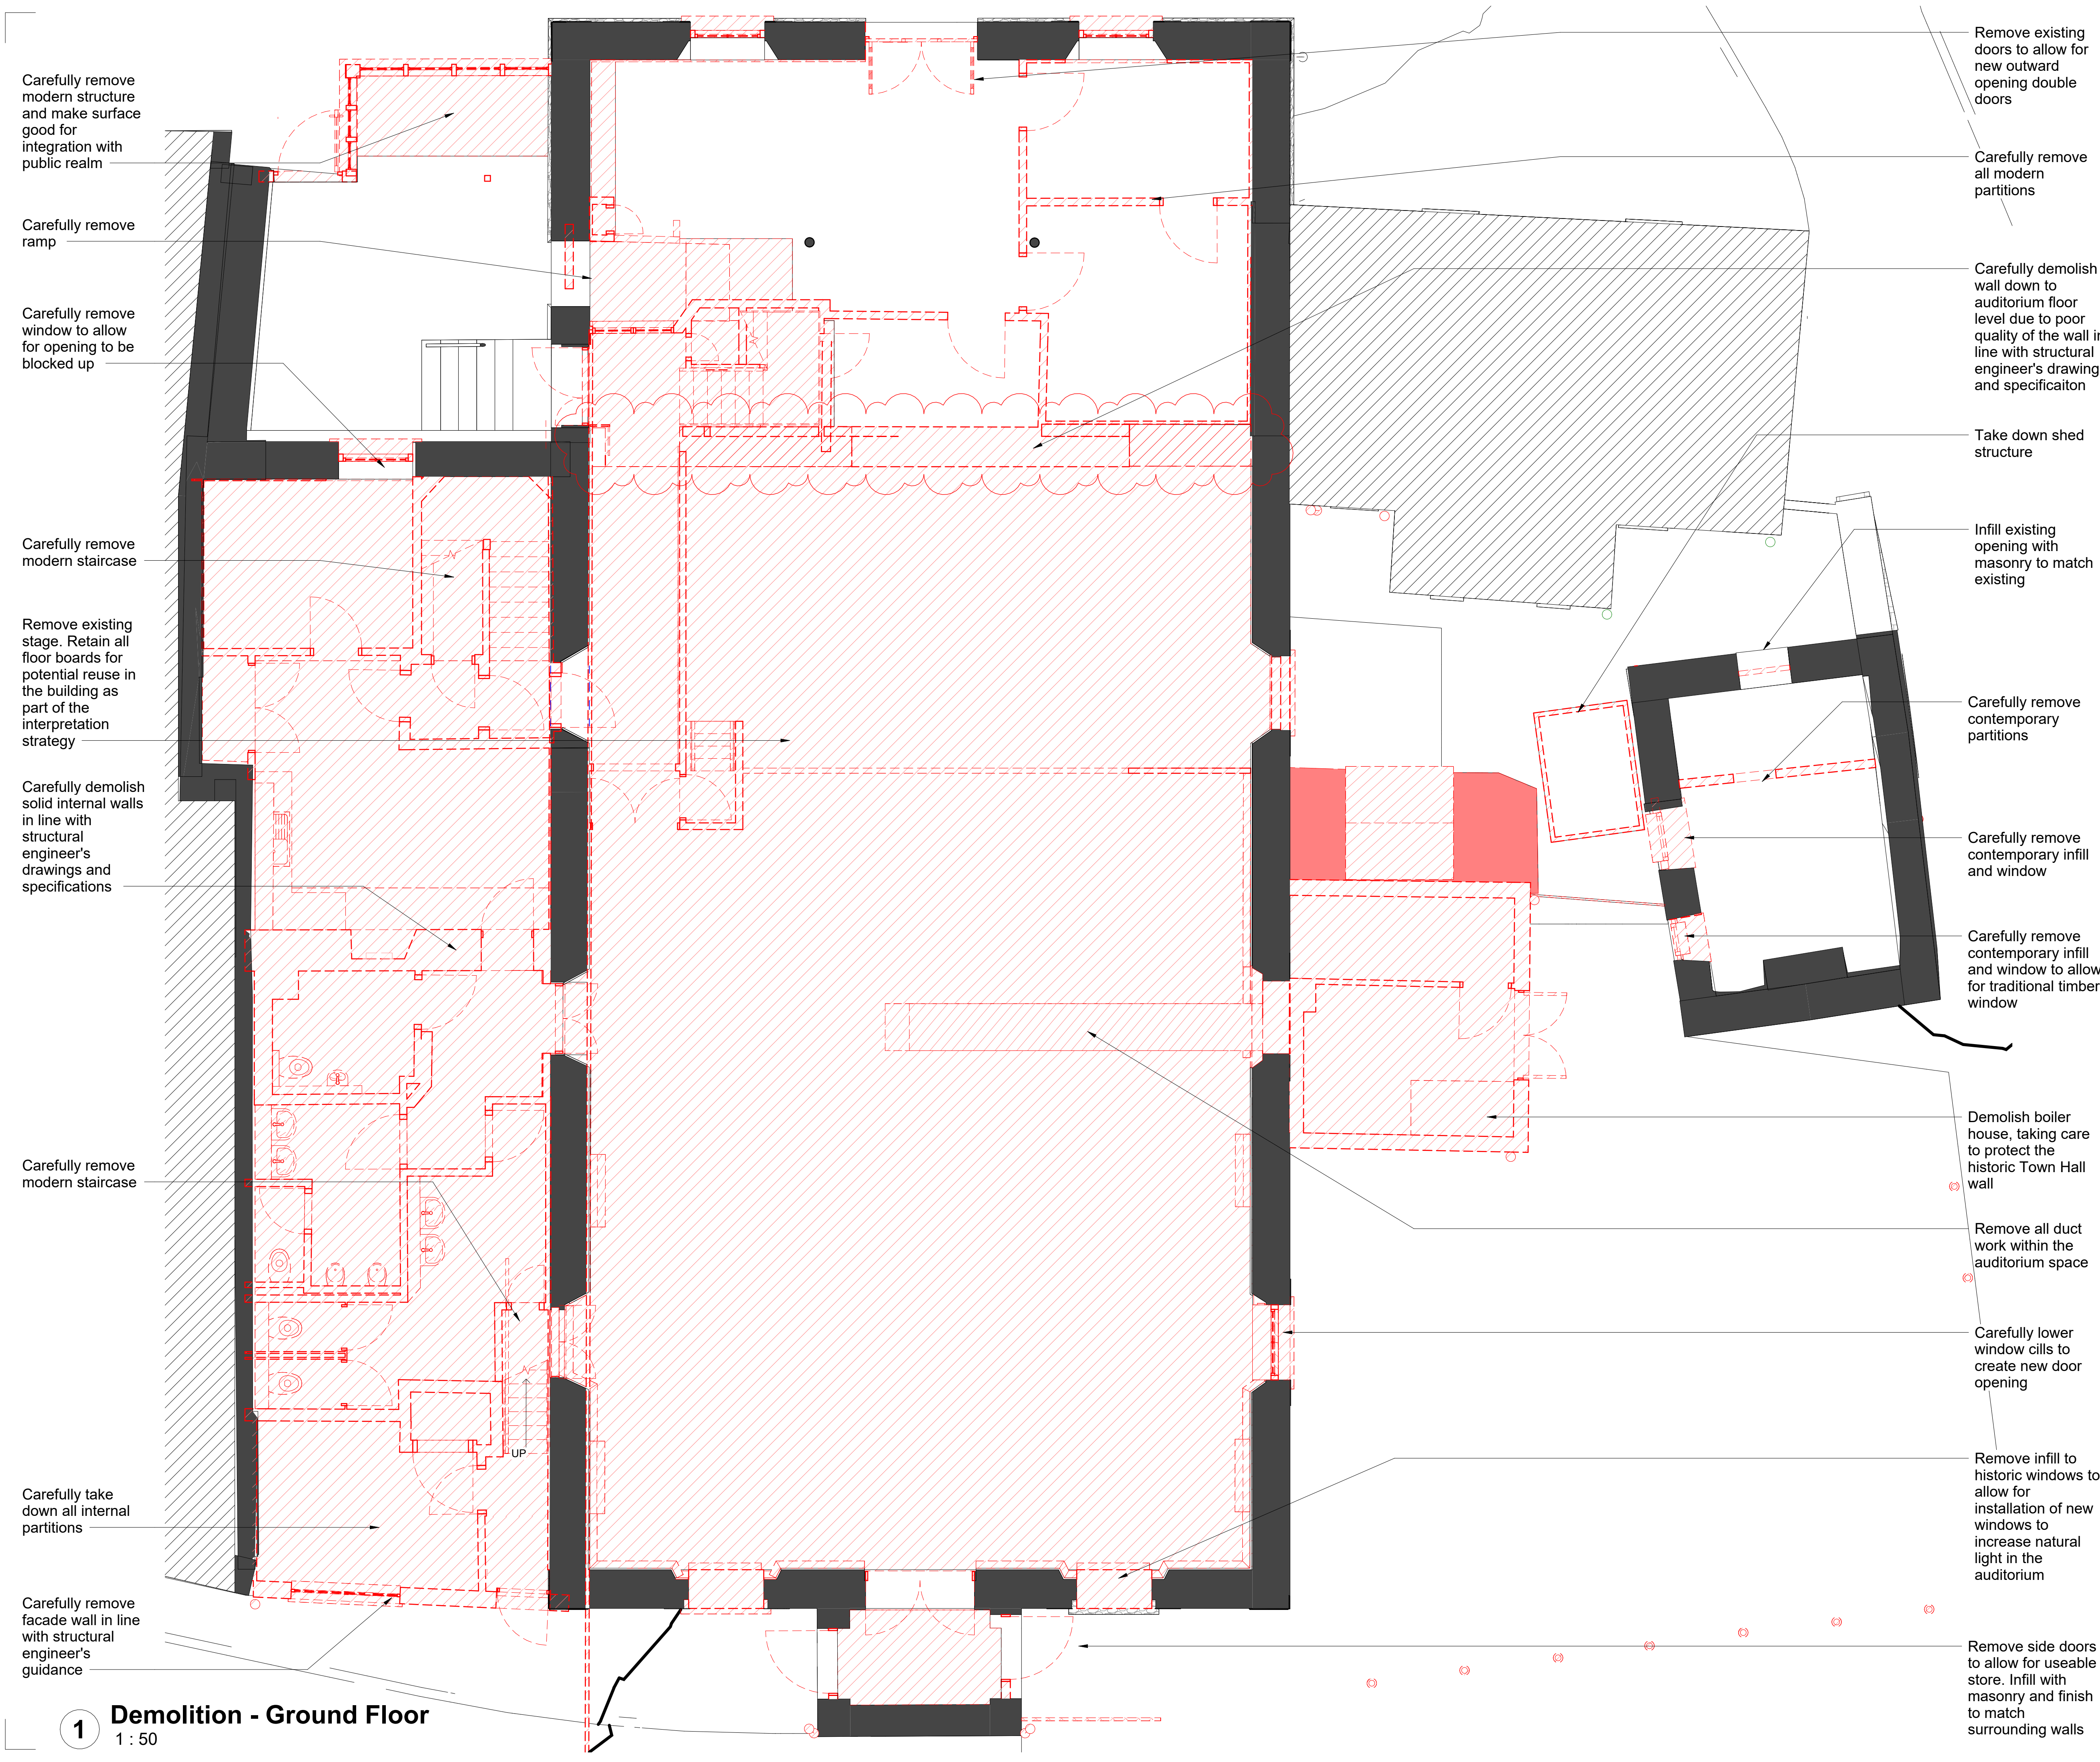 Carefully remove
modern structure
and make surface
good for
integration with
public realm
Carefully remove
ramp
Carefully remove
window to allow
for opening to be
blocked up
Carefully remove
modern staircase
Remove existing
stage. Retain all
floor boards for
potential reuse in
the building as
part of the
interpretation
strategy
Carefully demolish
solid internal walls
in line with
structural
engineer's
drawings and
specifications
Carefully remove
modern staircase
Carefully take
down all internal
partitions
Carefully remove
facade wall in line
with structural
engineer's
guidance
UP
Remove existing
doors to allow for
new outward
opening double
doors
Carefully remove
all modern
partitions
Carefully demolish
wall down to
auditorium floor
level due to poor
quality of the wall in
line with structural
engineer's drawing
and specificaiton
Take down shed
structure
Infill existing
opening with
masonry to match
existing
Carefully remove
contemporary
partitions
Carefully remove
contemporary infill
and window
Carefully remove
contemporary infill
and window to allow
for traditional timber
window
Demolish boiler
house, taking care
to protect the
historic Town Hall
wall
Remove all duct
work within the
auditorium space
Carefully lower
window cills to
create new door
opening
Remove infill to
historic windows to
allow for
installation of new
windows to
increase natural
light in the
auditorium
Remove side doors
to allow for useable
store. Infill with
masonry and finish
to match
surrounding walls
1 Demolition - Ground Floor
1 : 50